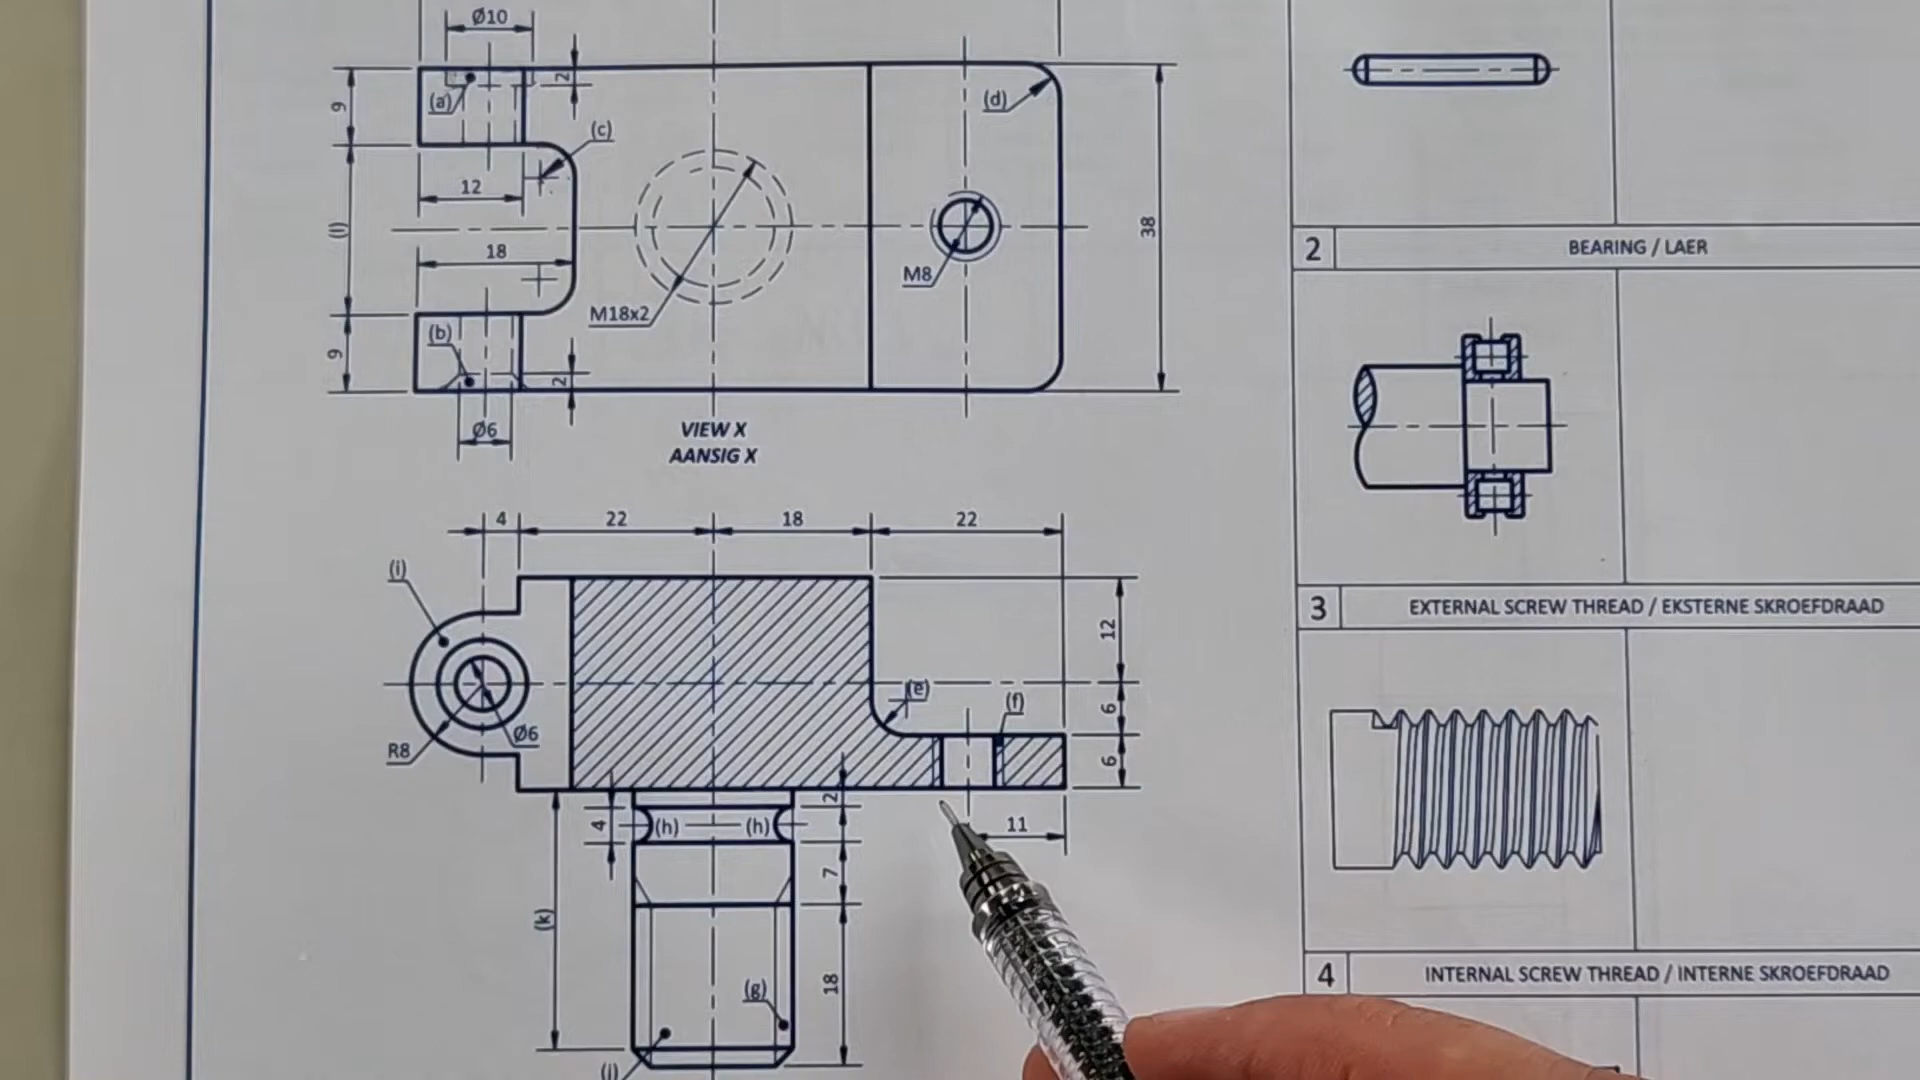 Ø10
2
9
(a)
(c)
(d)
12
(l)
18
38
M8
M18x2
(b)
9
2
Ø6
VIEW X
AANSIG X
4
22
18
22
(i)
12
(e)
(f)
6
Ø6
R8
6
2
4
(h)
(h)
11
7
(k)
(g)
18
(j)
2
BEARING / LAER
3
EXTERNAL SCREW THREAD / EKSTERNE SKROEFDRAAD
4
INTERNAL SCREW THREAD / INTERNE SKROEFDRAAD